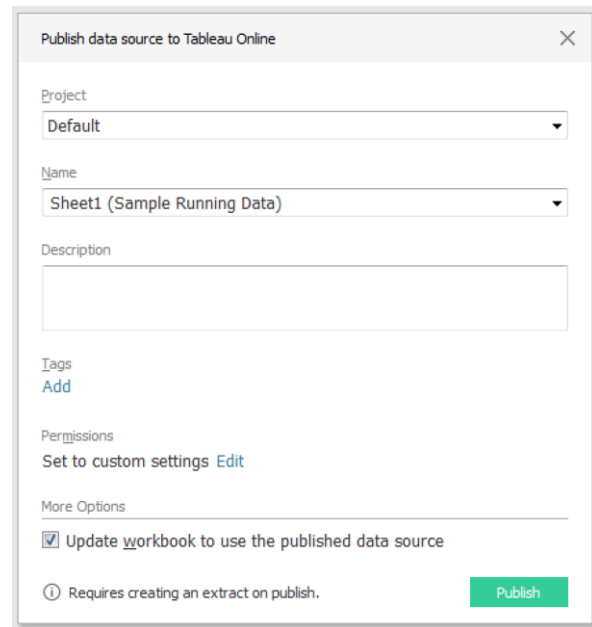 Publish data source to Tableau Online
Project
Default
Name
Sheet1 (Sample Running Data)
Description
Tags
Add
Permissions
Set to custom settings Edit
More Options
Update workbook to use the published data source
Requires creating an extract on publish.
Publish